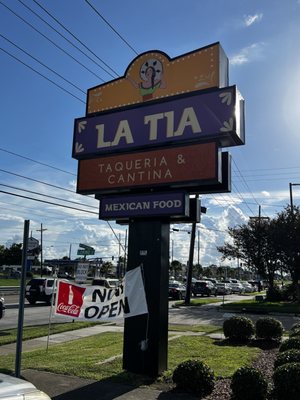 LA TIA
TAQUERIA &
CANTINA
MEXICAN FOOD
Coca-Cola
NOW
OPEN